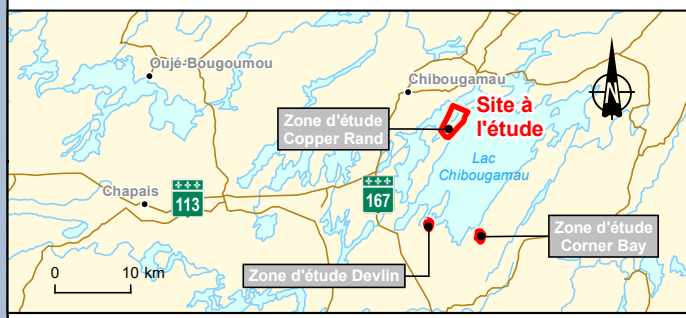 Oujé-Bougoumou
Chibougamau
Site à
l'étude
Zone d'étude
Copper Rand
Lac
Chibougamau
Chapais
113
167
Zone d'étude
Corner Bay
Zone d'étude Devlin
0 10 km